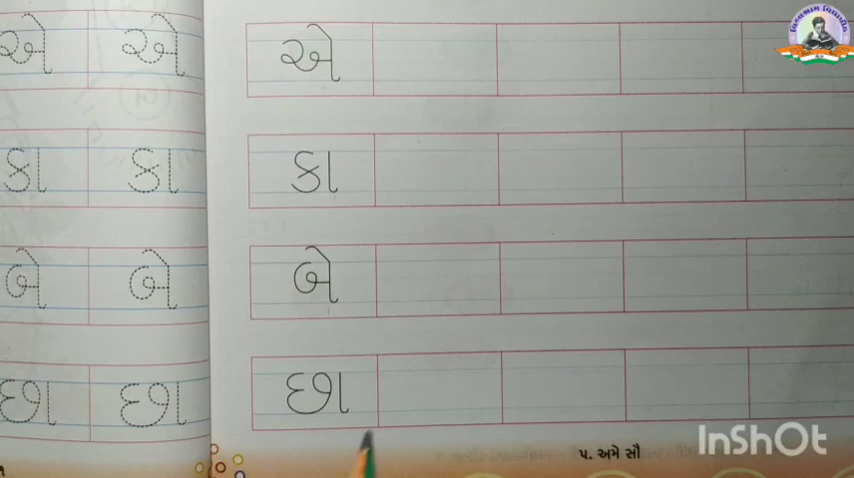 એ એ એ
કા કા કા
બે બે બે
છા છા છા
૫. અમે સૌ
InShOt